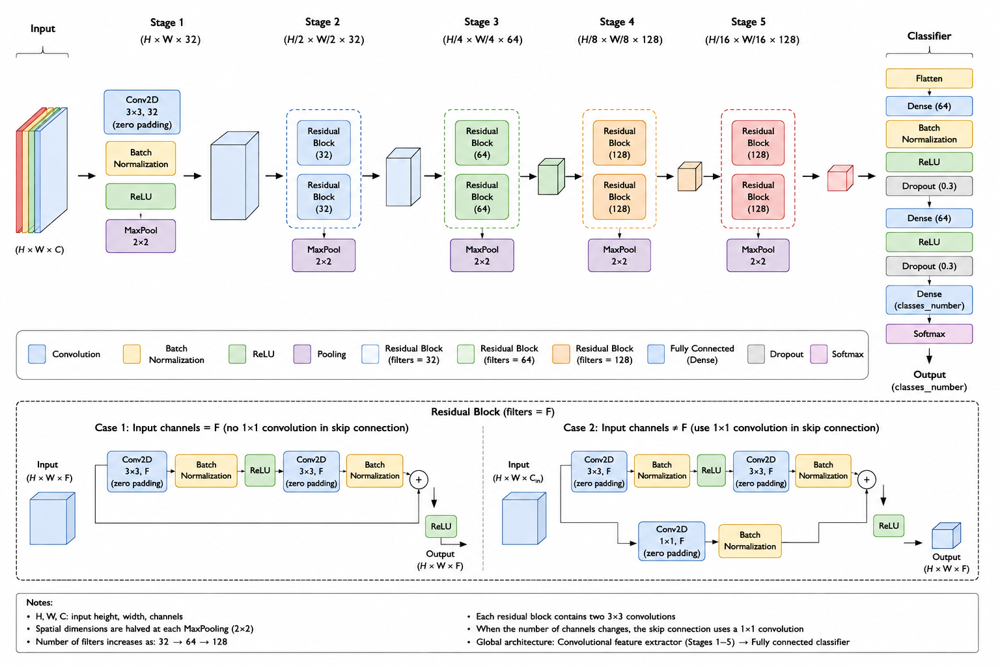 Input
Stage 1
(H × W × 32)
Stage 2
(H/2 × W/2 × 32)
Stage 3
(H/4 × W/4 × 64)
Stage 4
(H/8 × W/8 × 128)
Stage 5
(H/16 × W/16 × 128)
Classifier
(H × W × C)
Conv2D
3×3, 32
(zero padding)
Batch
Normalization
ReLU
MaxPool
2×2
Residual
Block
(32)
Residual
Block
(32)
MaxPool
2×2
Residual
Block
(64)
Residual
Block
(64)
MaxPool
2×2
Residual
Block
(128)
Residual
Block
(128)
MaxPool
2×2
Residual
Block
(128)
Residual
Block
(128)
MaxPool
2×2
Flatten
Dense (64)
Batch
Normalization
ReLU
Dropout (0.3)
Dense (64)
ReLU
Dropout (0.3)
Dense
(classes_number)
Softmax
Output
(classes_number)
Convolution
Batch
Normalization
ReLU
Pooling
Residual Block
(filters = 32)
Residual Block
(filters = 64)
Residual Block
(filters = 128)
Fully Connected
(Dense)
Dropout
Softmax
Residual Block (filters = F)
Case 1: Input channels = F (no 1×1 convolution in skip connection)
Input
(H × W × F)
Conv2D
3×3, F
(zero padding)
Batch
Normalization
ReLU
Conv2D
3×3, F
(zero padding)
Batch
Normalization
+
ReLU
Output
(H × W × F)
Case 2: Input channels ≠ F (use 1×1 convolution in skip connection)
Input
(H × W × Cin)
Conv2D
3×3, F
(zero padding)
Batch
Normalization
ReLU
Conv2D
3×3, F
(zero padding)
Batch
Normalization
+
Conv2D
1×1, F
(zero padding)
Batch
Normalization
ReLU
Output
(H × W × F)
Notes:
• H, W, C: input height, width, channels
• Spatial dimensions are halved at each MaxPooling (2×2)
• Number of filters increases as: 32 → 64 → 128
• Each residual block contains two 3×3 convolutions
• When the number of channels changes, the skip connection uses a 1×1 convolution
• Global architecture: Convolutional feature extractor (Stages 1–5) → Fully connected classifier